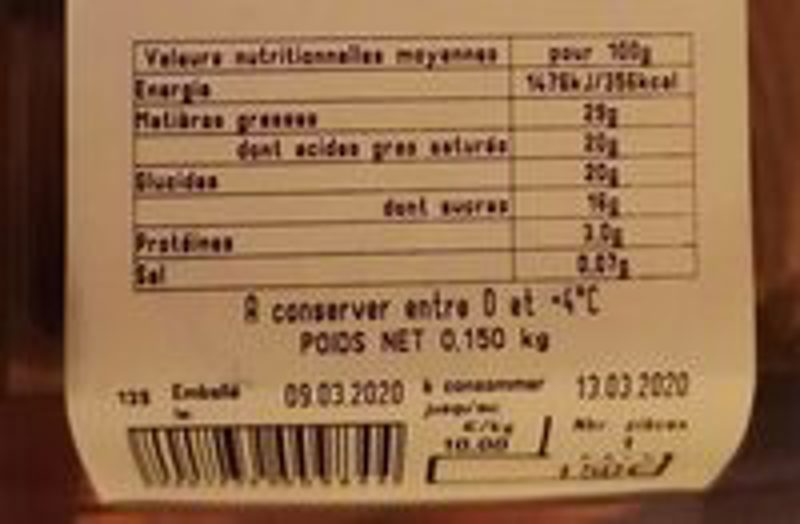 Valeurs nutritionnelles moyennes pour 100g
Energie 1476kJ/356kcal
Matières grasses 29g
dont acides gras saturés 20g
Glucides 20g
dont sucres 16g
Protéines 3.0g
Sel 0.07g
A conserver entre 0 et +4°C
POIDS NET 0,150 kg
Emballé le 09.03.2020 à consommer jusqu'au 13.03.2020
€/kg Nbr pièces
10.00 1